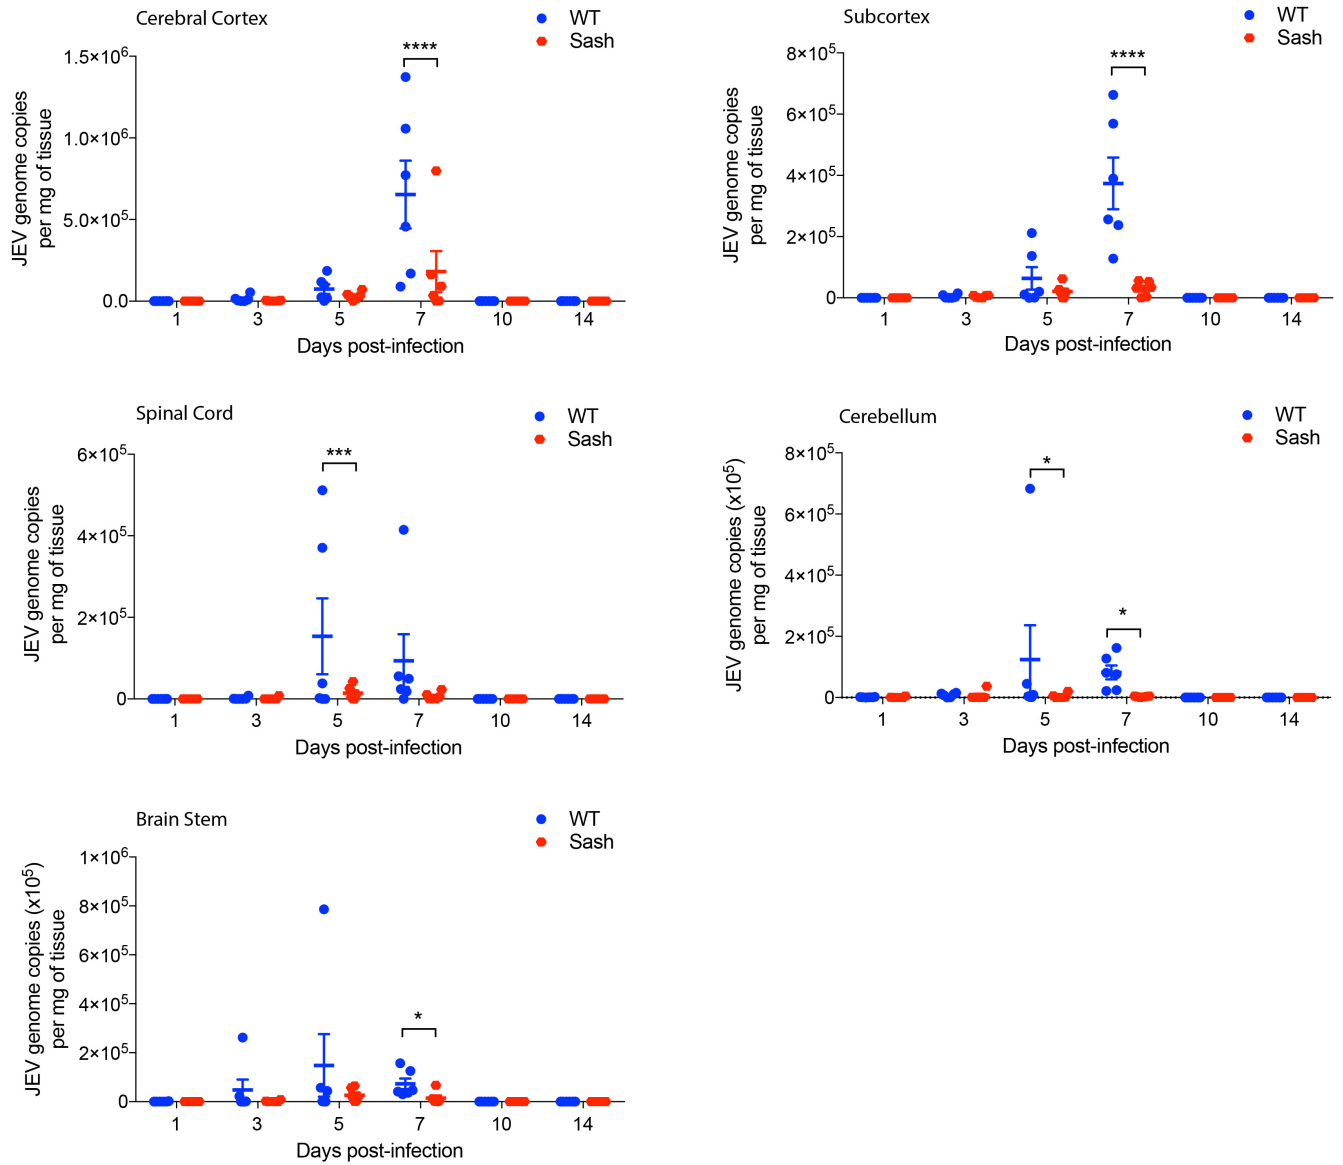 Cerebral Cortex
WT
Sash
****
1.5×10⁶
1.0×10⁶
5.0×10⁵
0.0
JEV genome copies
per mg of tissue
1 3 5 7 10 14
Days post-infection
Subcortex
WT
Sash
****
8×10⁵
6×10⁵
4×10⁵
2×10⁵
0
JEV genome copies
per mg of tissue
1 3 5 7 10 14
Days post-infection
Spinal Cord
WT
Sash
***
6×10⁵
4×10⁵
2×10⁵
0
JEV genome copies
per mg of tissue
1 3 5 7 10 14
Days post-infection
Cerebellum
WT
Sash
*
*
8×10⁵
6×10⁵
4×10⁵
2×10⁵
0
JEV genome copies (x10⁵)
per mg of tissue
1 3 5 7 10 14
Days post-infection
Brain Stem
WT
Sash
*
1×10⁶
8×10⁵
6×10⁵
4×10⁵
2×10⁵
0
JEV genome copies (x10⁵)
per mg of tissue
1 3 5 7 10 14
Days post-infection